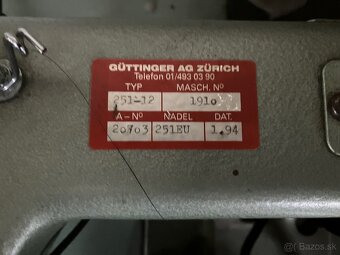 GÜTTINGER AG ZÜRICH
Telefon 01/493 03 90
TYP MASCH. Nº
251-12 1910
A-Nº NADEL DAT.
20703 251EU 1.94
Bazos.sk